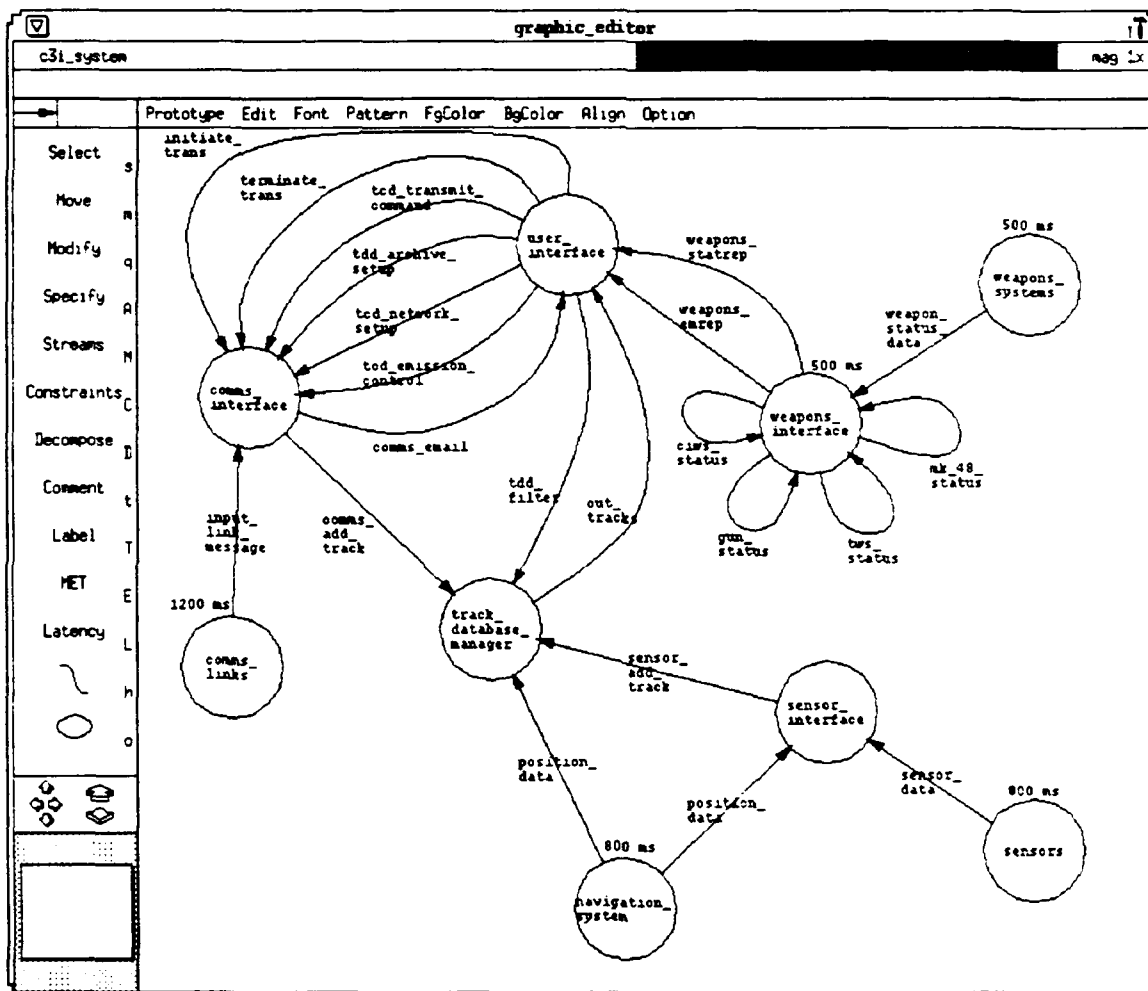 graphic_editor
c3i_system
mag 1x
Prototype Edit Font Pattern FgColor BgColor Align Option
Select
s
Move
m
Modify
q
Specify
A
Streams
M
Constraints
C
Decompose
D
Comment
t
Label
T
MET
E
Latency
L
h
o
initiate_
trans
terminate_
trans
tcd_transmit_
command
tdd_archive_
setup
tcd_network_
setup
tcd_emission_
control
comms_email
user_
interface
weapons_
statrep
weapons_
emrep
500 ms
weapons_
systems
weapon_
status_
data
500 ms
weapons_
interface
ciws_
status
gun_
status
tws_
status
mk_48_
status
comms_
interface
tdd_
filter
out_
tracks
input_
link_
message
comms_
add_
track
1200 ms
comms_
links
track_
database_
manager
sensor_
add_
track
sensor_
interface
position_
data
position_
data
sensor_
data
800 ms
navigation_
system
800 ms
sensors